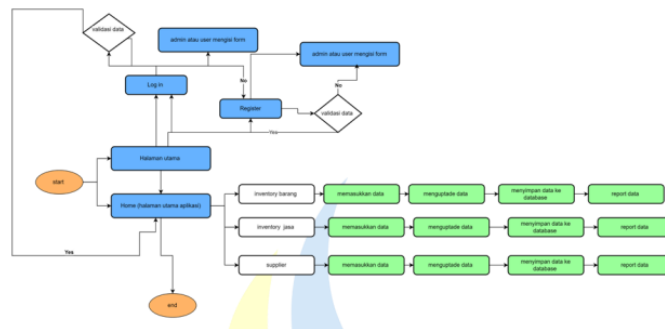 validasi data
admin atau user mengisi form
admin atau user mengisi form
Log in
No
No
Register
validasi data
Yes
Halaman utama
start
Home (halaman utama aplikasi)
inventory barang
memasukkan data
menguptade data
menyimpan data ke
database
report data
inventory jasa
memasukkan data
menguptade data
menyimpan data ke
database
report data
supplier
memasukkan data
menguptade data
menyimpan data ke
database
report data
Yes
end